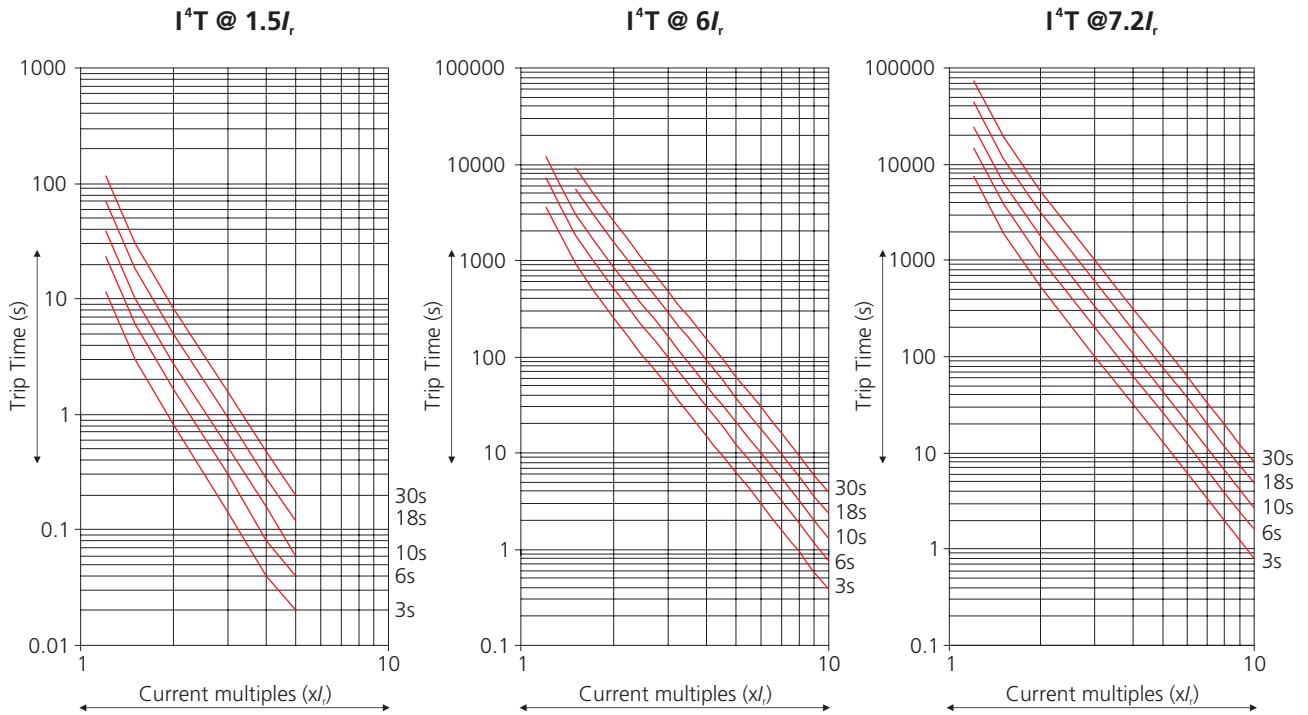 I⁴T @ 1.5Iᵣ
1000
100
10
1
0.1
0.01
Trip Time (s)
30s
18s
10s
6s
3s
1
10
Current multiples (xIᵣ)
I⁴T @ 6Iᵣ
100000
10000
1000
100
10
1
0.1
Trip Time (s)
30s
18s
10s
6s
3s
1
10
Current multiples (xIᵣ)
I⁴T @7.2Iᵣ
100000
10000
1000
100
10
1
0.1
Trip Time (s)
30s
18s
10s
6s
3s
1
10
Current multiples (xIᵣ)